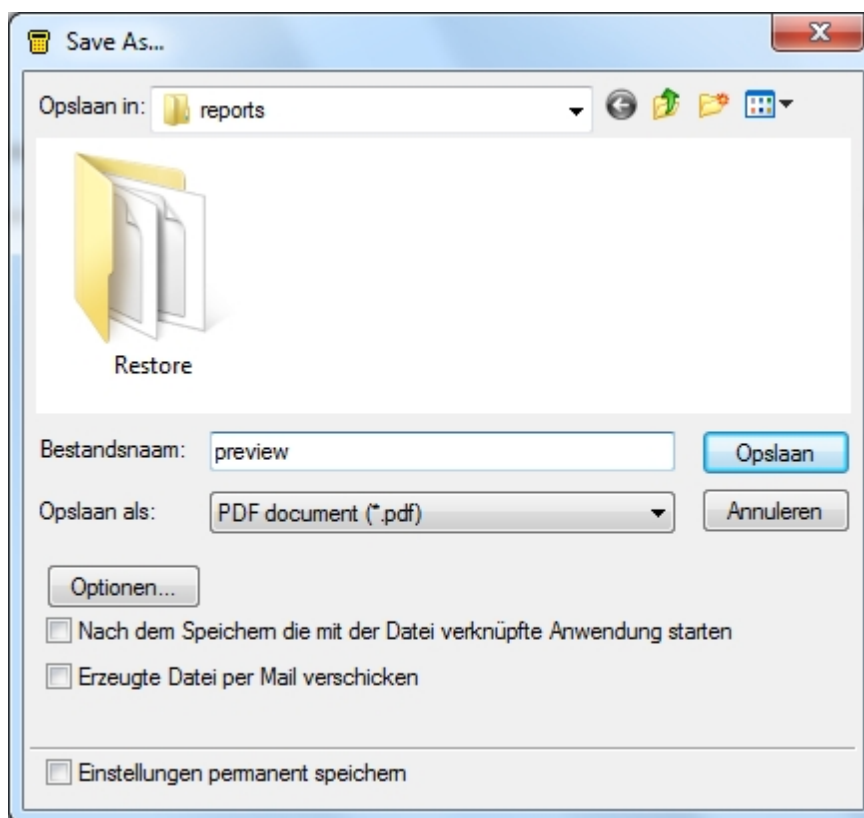 Save As...
Opslaan in: reports
Restore
Bestandsnaam: preview Opslaan
Opslaan als: PDF document (*.pdf) Annuleren
Optionen...
Nach dem Speichern die mit der Datei verknüpfte Anwendung starten
Erzeugte Datei per Mail verschicken
Einstellungen permanent speichern